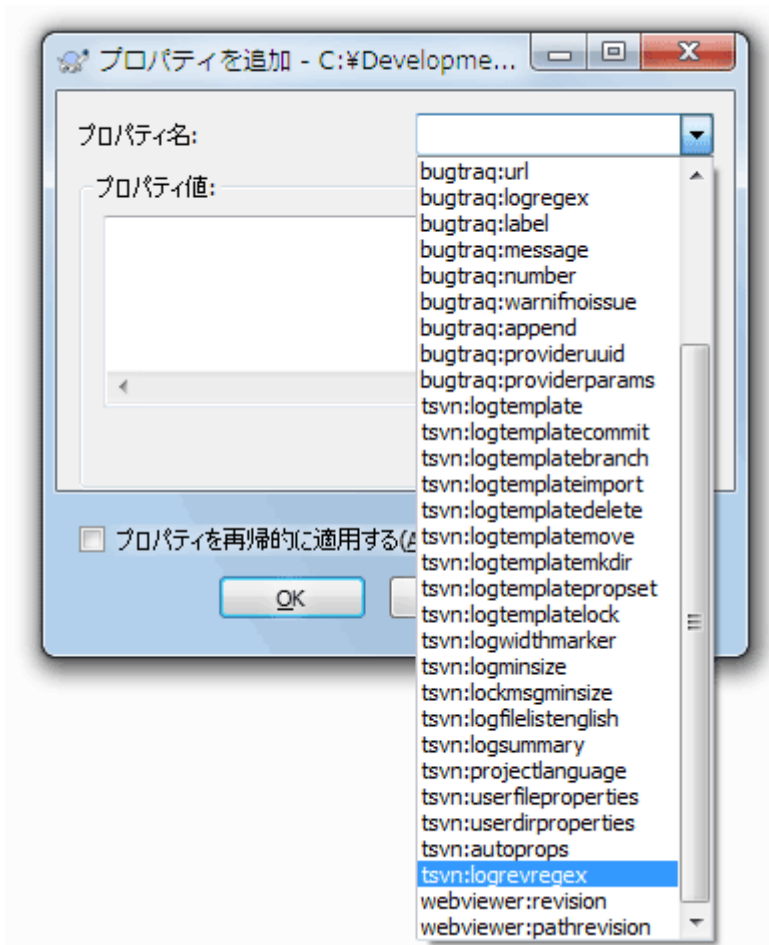 プロパティを追加 - C:¥Developme...
プロパティ名:
プロパティ値:
bugtraq:url
bugtraq:logregex
bugtraq:label
bugtraq:message
bugtraq:number
bugtraq:warnifnoissue
bugtraq:append
bugtraq:provideruuid
bugtraq:providerparams
tsvn:logtemplate
tsvn:logtemplatecommit
tsvn:logtemplatebranch
tsvn:logtemplateimport
tsvn:logtemplatedelete
tsvn:logtemplatemove
tsvn:logtemplatemkdir
tsvn:logtemplatepropset
tsvn:logtemplatelock
tsvn:logwidthmarker
tsvn:logminsize
tsvn:lockmsgminsize
tsvn:logfilelistenglish
tsvn:logsummary
tsvn:projectlanguage
tsvn:userfileproperties
tsvn:userdirproperties
tsvn:autoprops
tsvn:logrevregex
webviewer:revision
webviewer:pathrevision
プロパティを再帰的に適用する(A
OK